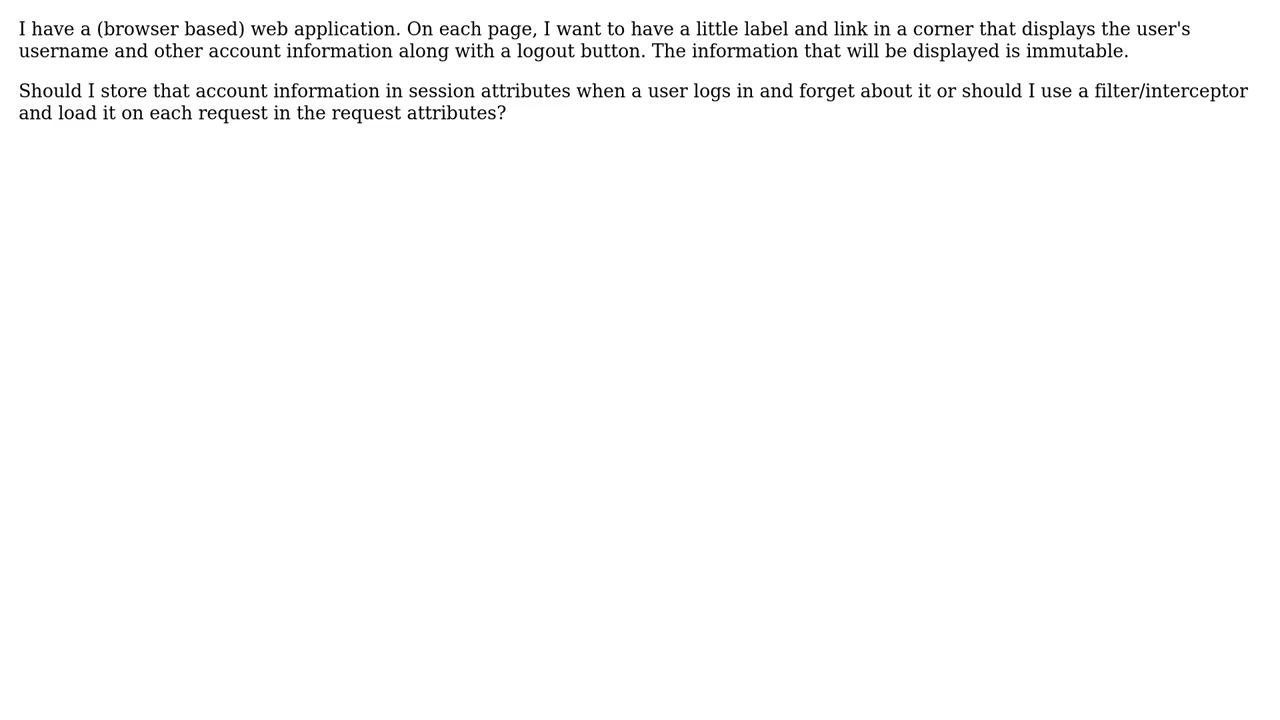 I have a (browser based) web application. On each page, I want to have a little label and link in a corner that displays the user's
username and other account information along with a logout button. The information that will be displayed is immutable.
Should I store that account information in session attributes when a user logs in and forget about it or should I use a filter/interceptor
and load it on each request in the request attributes?